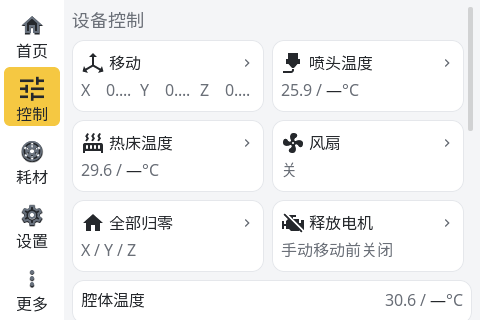 设备控制
首页
控制
耗材
设置
更多
移动
X 0.... Y 0.... Z 0....
喷头温度
25.9 / —°C
热床温度
29.6 / —°C
风扇
关
全部归零
X / Y / Z
释放电机
手动移动前关闭
腔体温度
30.6 / —°C